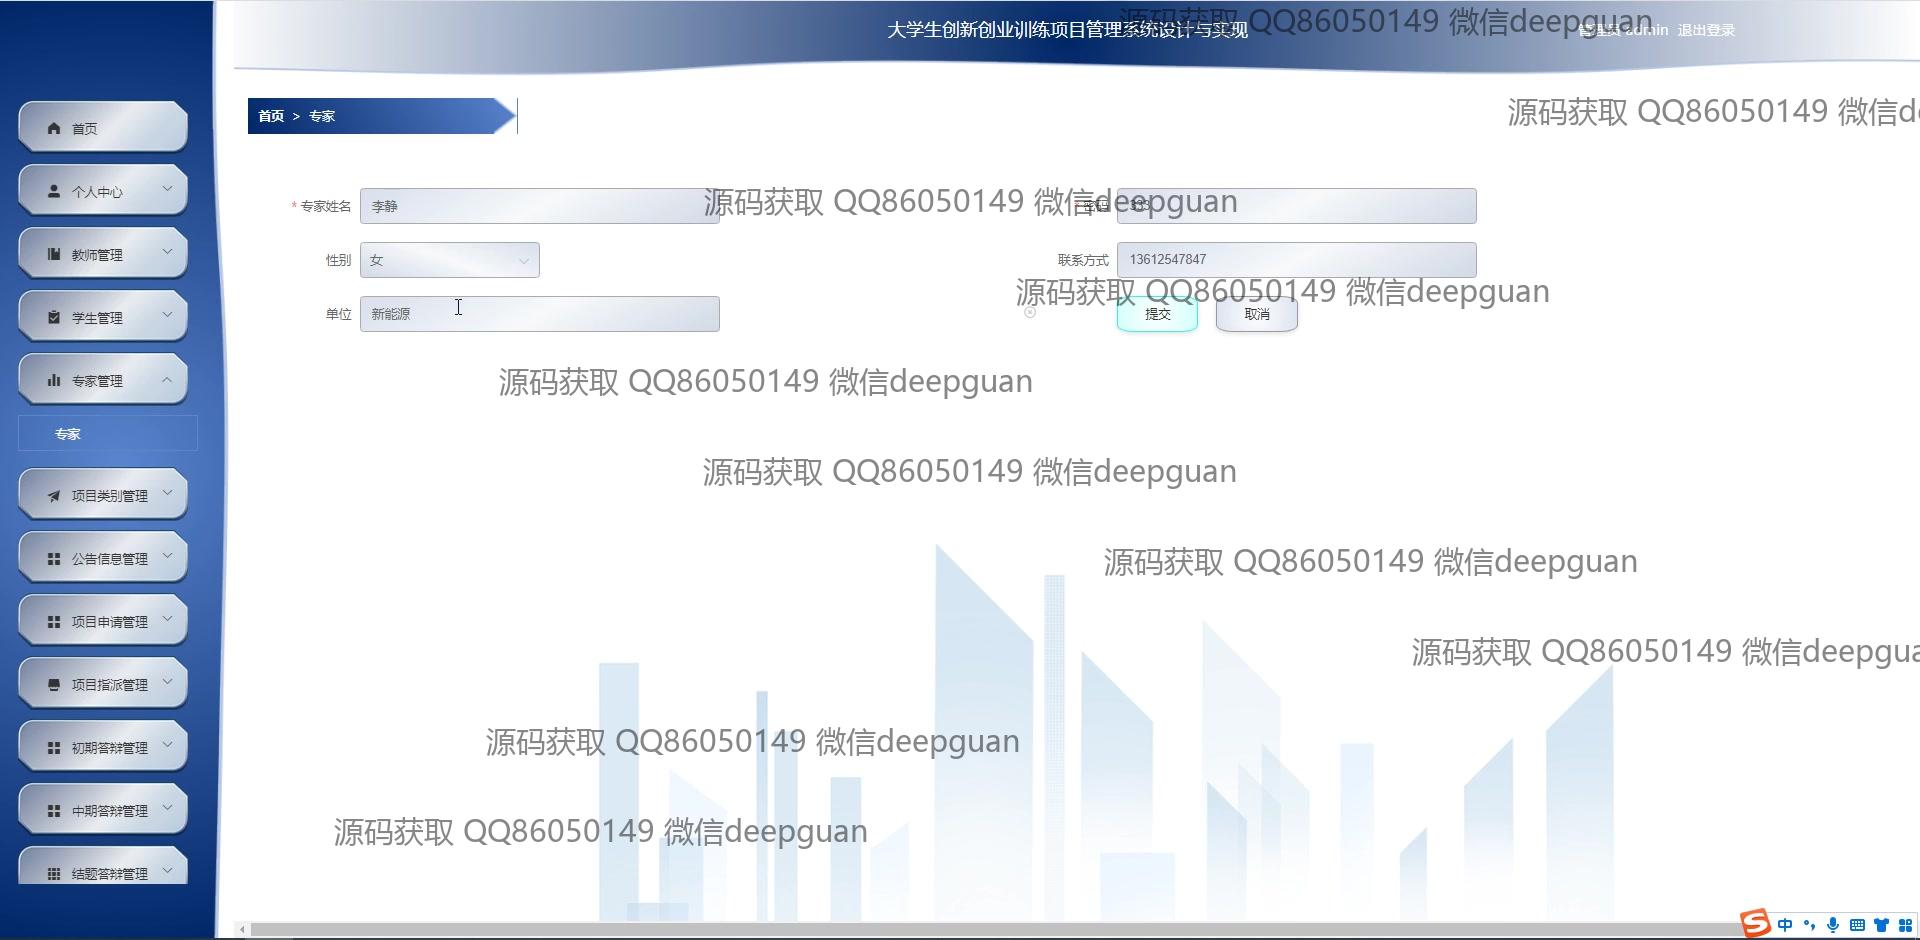 大学生创新创业训练项目管理系统设计与实现
源码获取 QQ86050149 微信deepguan
管理员 admin 退出登录
首页 > 专家
源码获取 QQ86050149 微信d
首页
个人中心
教师管理
学生管理
专家管理
专家
项目类别管理
公告信息管理
项目申请管理
项目指派管理
初期答辩管理
中期答辩管理
结题答辩管理
* 专家姓名 李静
源码获取 QQ86050149 微信deepguan
* 密码 333
性别 女
联系方式 13612547847
源码获取 QQ86050149 微信deepguan
单位 新能源
提交 取消
源码获取 QQ86050149 微信deepguan
源码获取 QQ86050149 微信deepguan
源码获取 QQ86050149 微信deepguan
源码获取 QQ86050149 微信deepgua
源码获取 QQ86050149 微信deepguan
源码获取 QQ86050149 微信deepguan
中